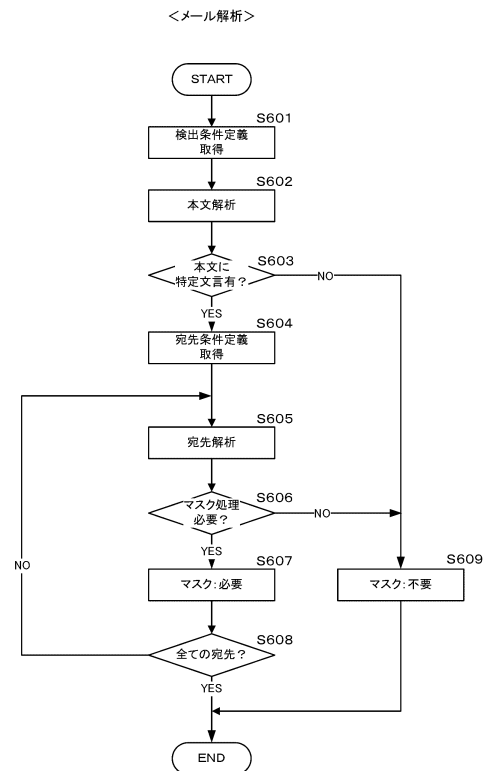 ＜メール解析＞
START
S601
検出条件定義
取得
S602
本文解析
S603
本文に
特定文言有？
NO
YES
S604
宛先条件定義
取得
S605
宛先解析
S606
マスク処理
必要？
NO
YES
S607
マスク：必要
S609
マスク：不要
NO
S608
全ての宛先？
YES
END